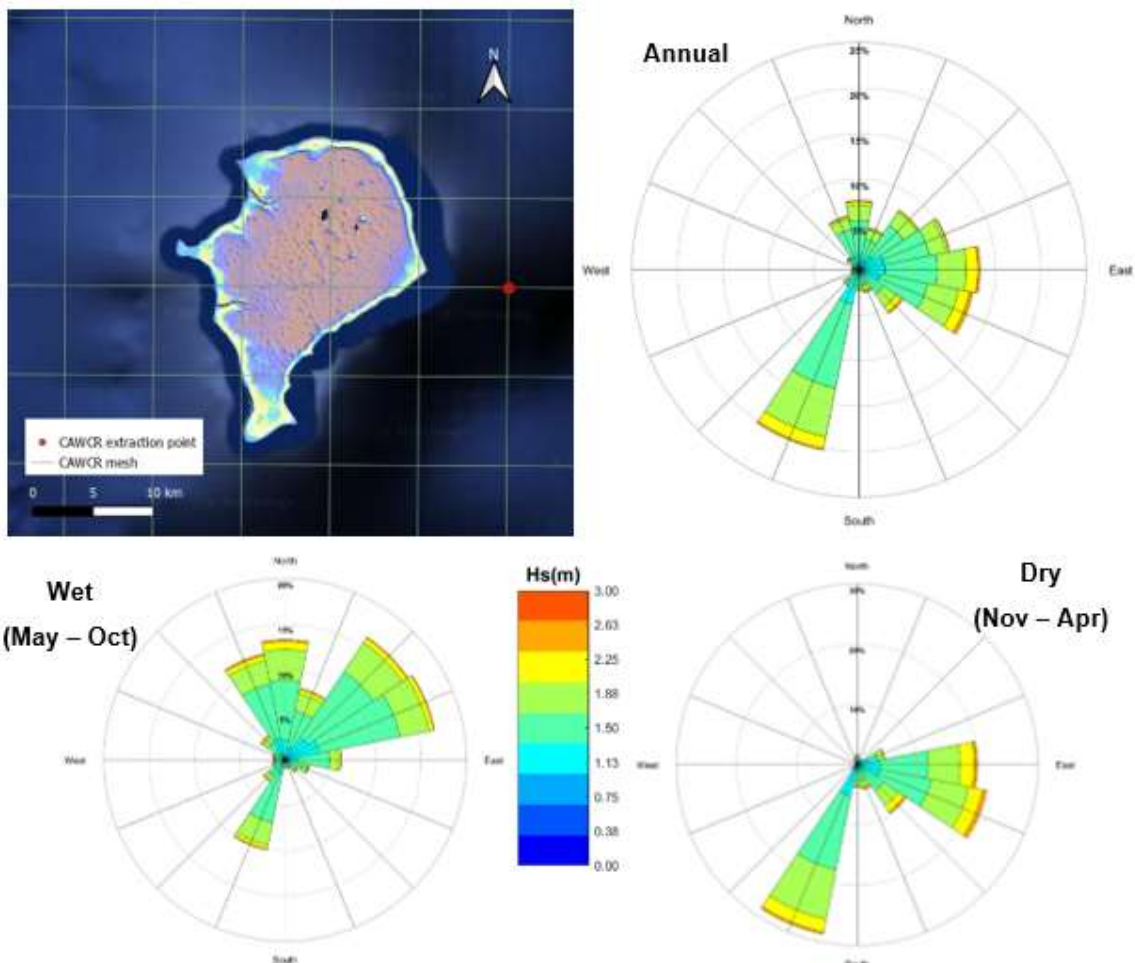 N
CAWCR extraction point
CAWCR mesh
0 5 10 km
Annual
North
25%
20%
15%
10%
5%
West
East
South
Wet
(May – Oct)
North
20%
15%
10%
5%
West
East
South
Hs(m)
3.00
2.63
2.25
1.88
1.50
1.13
0.75
0.38
0.00
Dry
(Nov – Apr)
North
30%
20%
10%
West
East
South